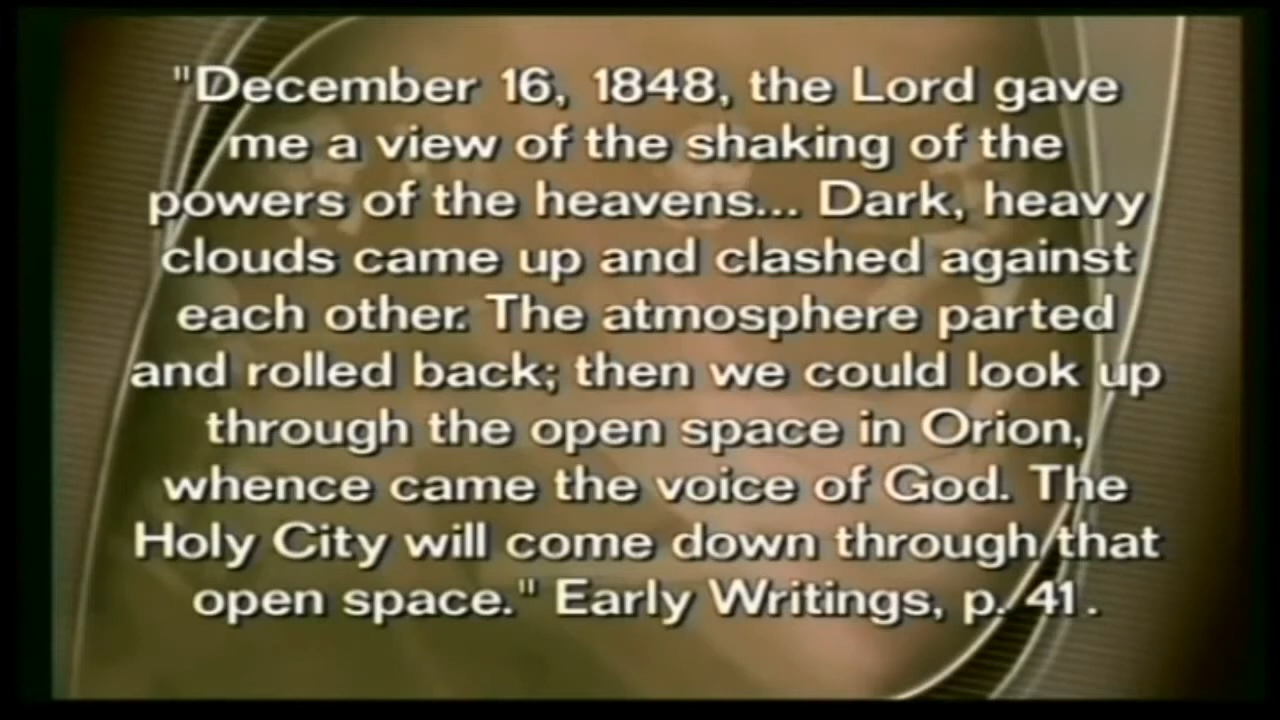 "December 16, 1848, the Lord gave
me a view of the shaking of the
powers of the heavens... Dark, heavy
clouds came up and clashed against
each other. The atmosphere parted
and rolled back; then we could look up
through the open space in Orion,
whence came the voice of God. The
Holy City will come down through that
open space." Early Writings, p. 41.